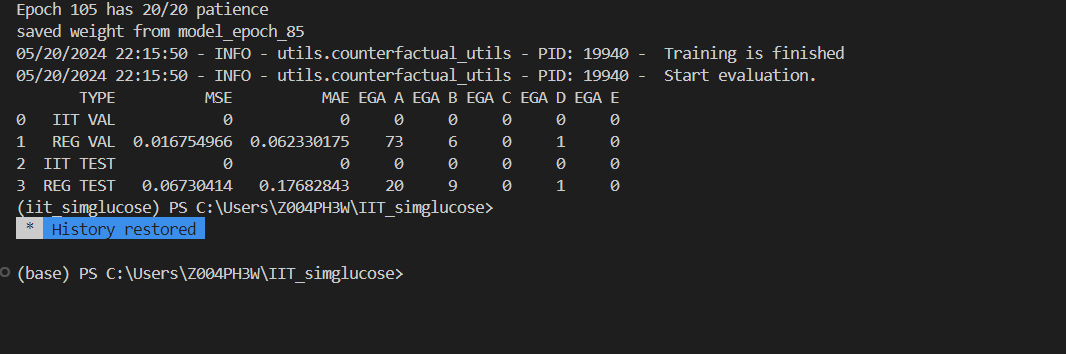 Epoch 105 has 20/20 patience
saved weight from model_epoch_85
05/20/2024 22:15:50 - INFO - utils.counterfactual_utils - PID: 19940 -  Training is finished
05/20/2024 22:15:50 - INFO - utils.counterfactual_utils - PID: 19940 -  Start evaluation.
       TYPE          MSE          MAE EGA A EGA B EGA C EGA D EGA E
0   IIT VAL            0            0     0     0     0     0     0
1   REG VAL  0.016754966  0.062330175    73     6     0     1     0
2  IIT TEST            0            0     0     0     0     0     0
3  REG TEST   0.06730414   0.17682843    20     9     0     1     0
(iit_simglucose) PS C:\Users\Z004PH3W\IIT_simglucose>
 *  History restored
(base) PS C:\Users\Z004PH3W\IIT_simglucose>